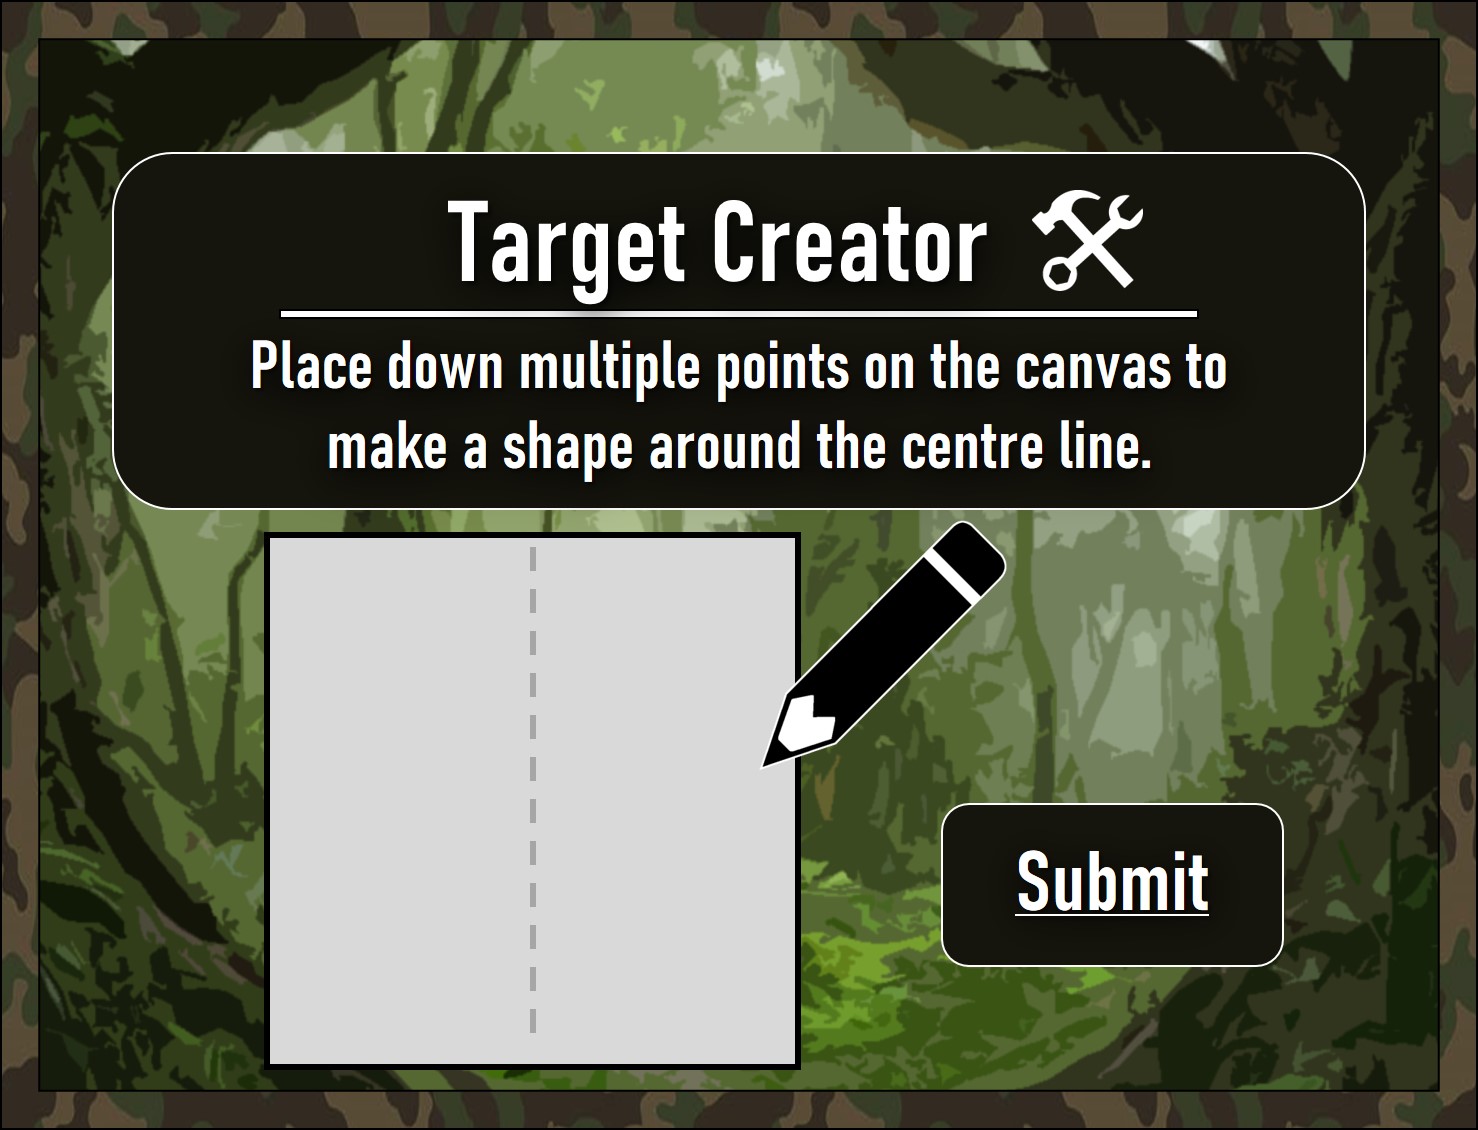 Target Creator
Place down multiple points on the canvas to
make a shape around the centre line.
Submit